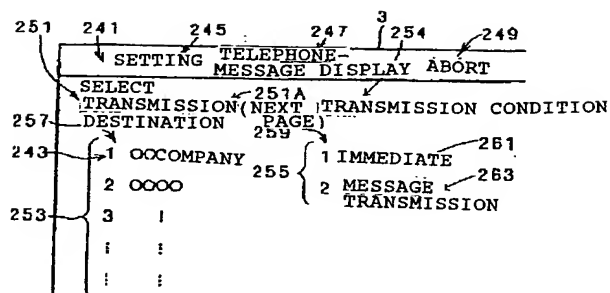 241 245 247 3 254 249
251
SETTING TELEPHONE-
MESSAGE DISPLAY ABORT
SELECT
TRANSMISSION (NEXT PAGE) TRANSMISSION CONDITION
251A
257 DESTINATION 259
243 1 OOCOMPANY 1 IMMEDIATE 261
255
2 OOOO 2 MESSAGE 263
TRANSMISSION
253 3